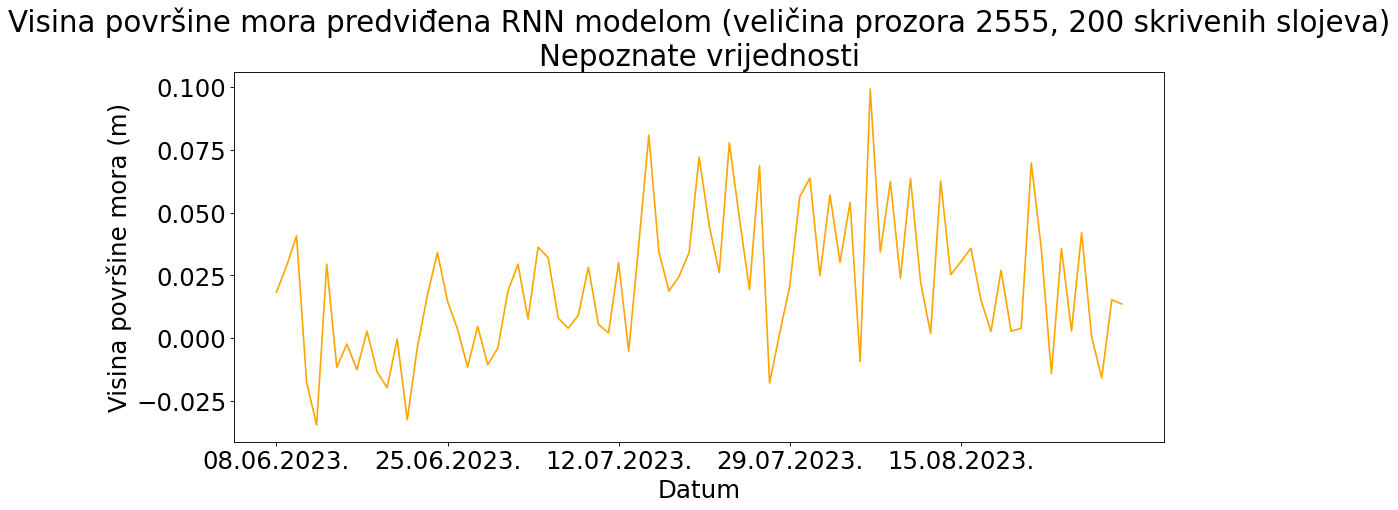 Visina površine mora predviđena RNN modelom (veličina prozora 2555, 200 skrivenih slojeva)
Nepoznate vrijednosti
Visina površine mora (m)
0.100
0.075
0.050
0.025
0.000
−0.025
08.06.2023. 25.06.2023. 12.07.2023. 29.07.2023. 15.08.2023.
Datum